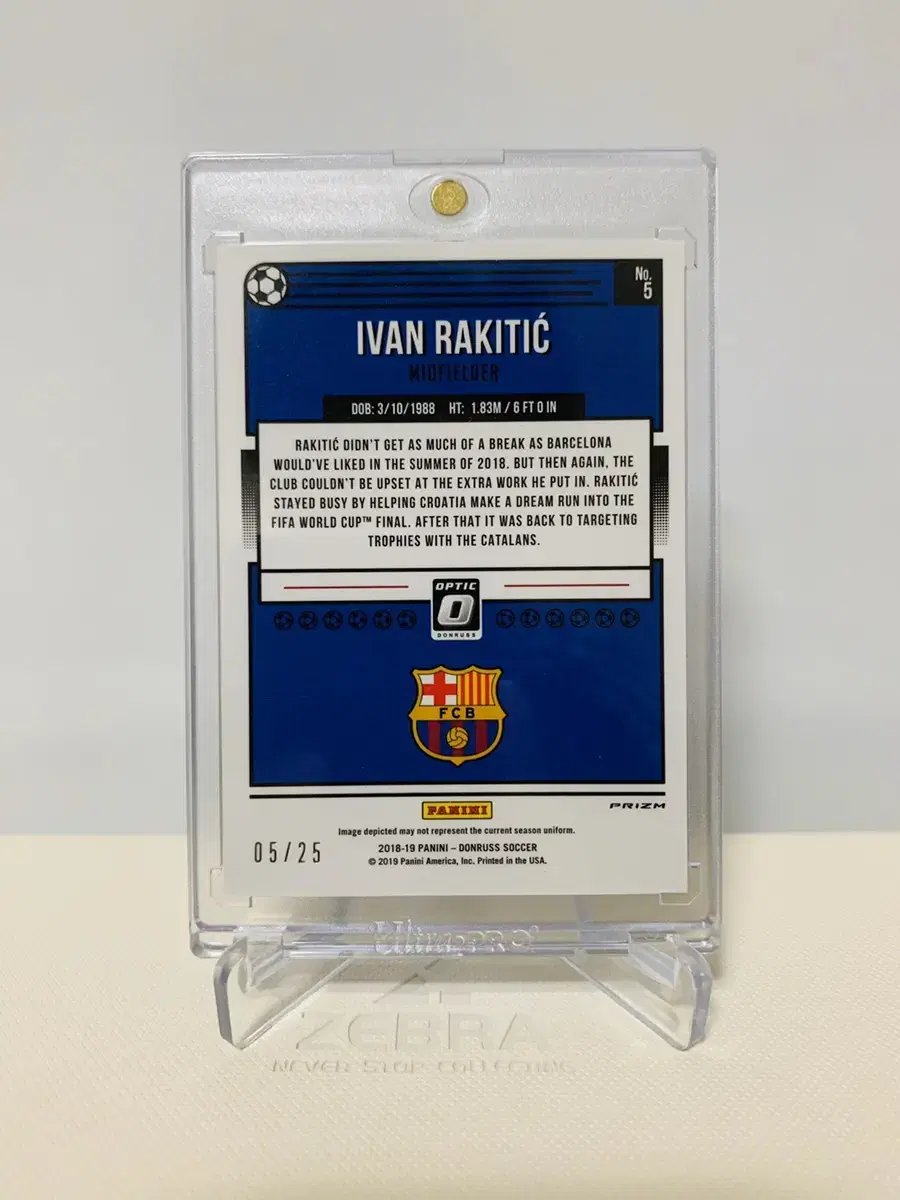 No.
5
IVAN RAKITIĆ
MIDFIELDER
DOB: 3/10/1988 HT: 1.83M / 6 FT 0 IN
RAKITIĆ DIDN'T GET AS MUCH OF A BREAK AS BARCELONA
WOULD'VE LIKED IN THE SUMMER OF 2018. BUT THEN AGAIN, THE
CLUB COULDN'T BE UPSET AT THE EXTRA WORK HE PUT IN. RAKITIĆ
STAYED BUSY BY HELPING CROATIA MAKE A DREAM RUN INTO THE
FIFA WORLD CUP™ FINAL. AFTER THAT IT WAS BACK TO TARGETING
TROPHIES WITH THE CATALANS.
OPTIC
O
DONRUSS
FCB
PANINI
PRIZM
Image depicted may not represent the current season uniform.
2018-19 PANINI – DONRUSS SOCCER
© 2019 Panini America, Inc. Printed in the USA.
05/25
Ultra•PRO®
ZEBRA
NEVER STOP COLLECTING